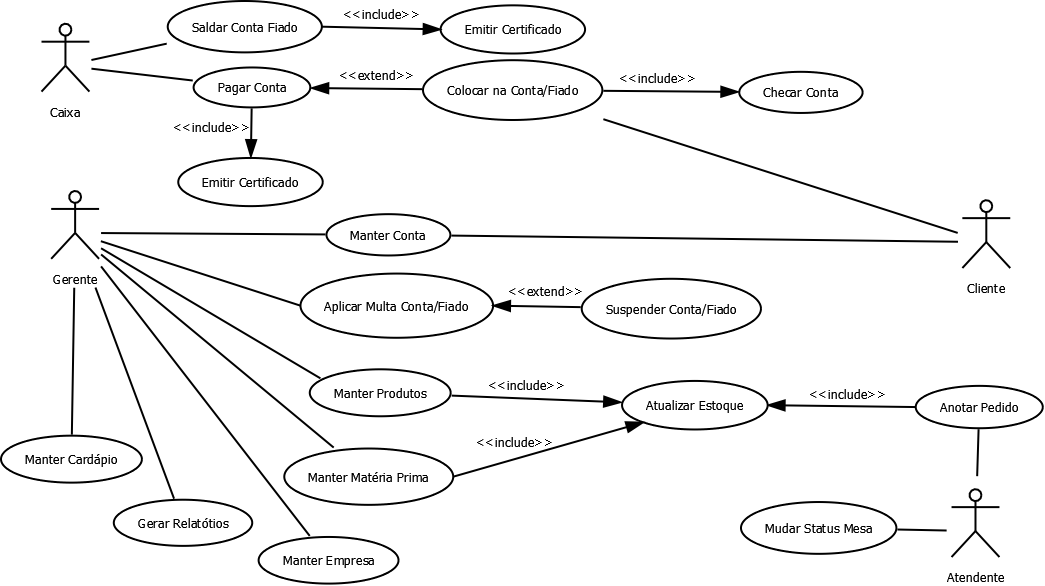 <<include>>
Saldar Conta Fiado
Emitir Certificado
Caixa
<<extend>>
<<include>>
Pagar Conta
Colocar na Conta/Fiado
Checar Conta
<<include>>
Emitir Certificado
Manter Conta
Gerente
Cliente
<<extend>>
Aplicar Multa Conta/Fiado
Suspender Conta/Fiado
<<include>>
<<include>>
Manter Produtos
Atualizar Estoque
Anotar Pedido
<<include>>
Manter Cardápio
Manter Matéria Prima
Gerar Relatótios
Mudar Status Mesa
Manter Empresa
Atendente